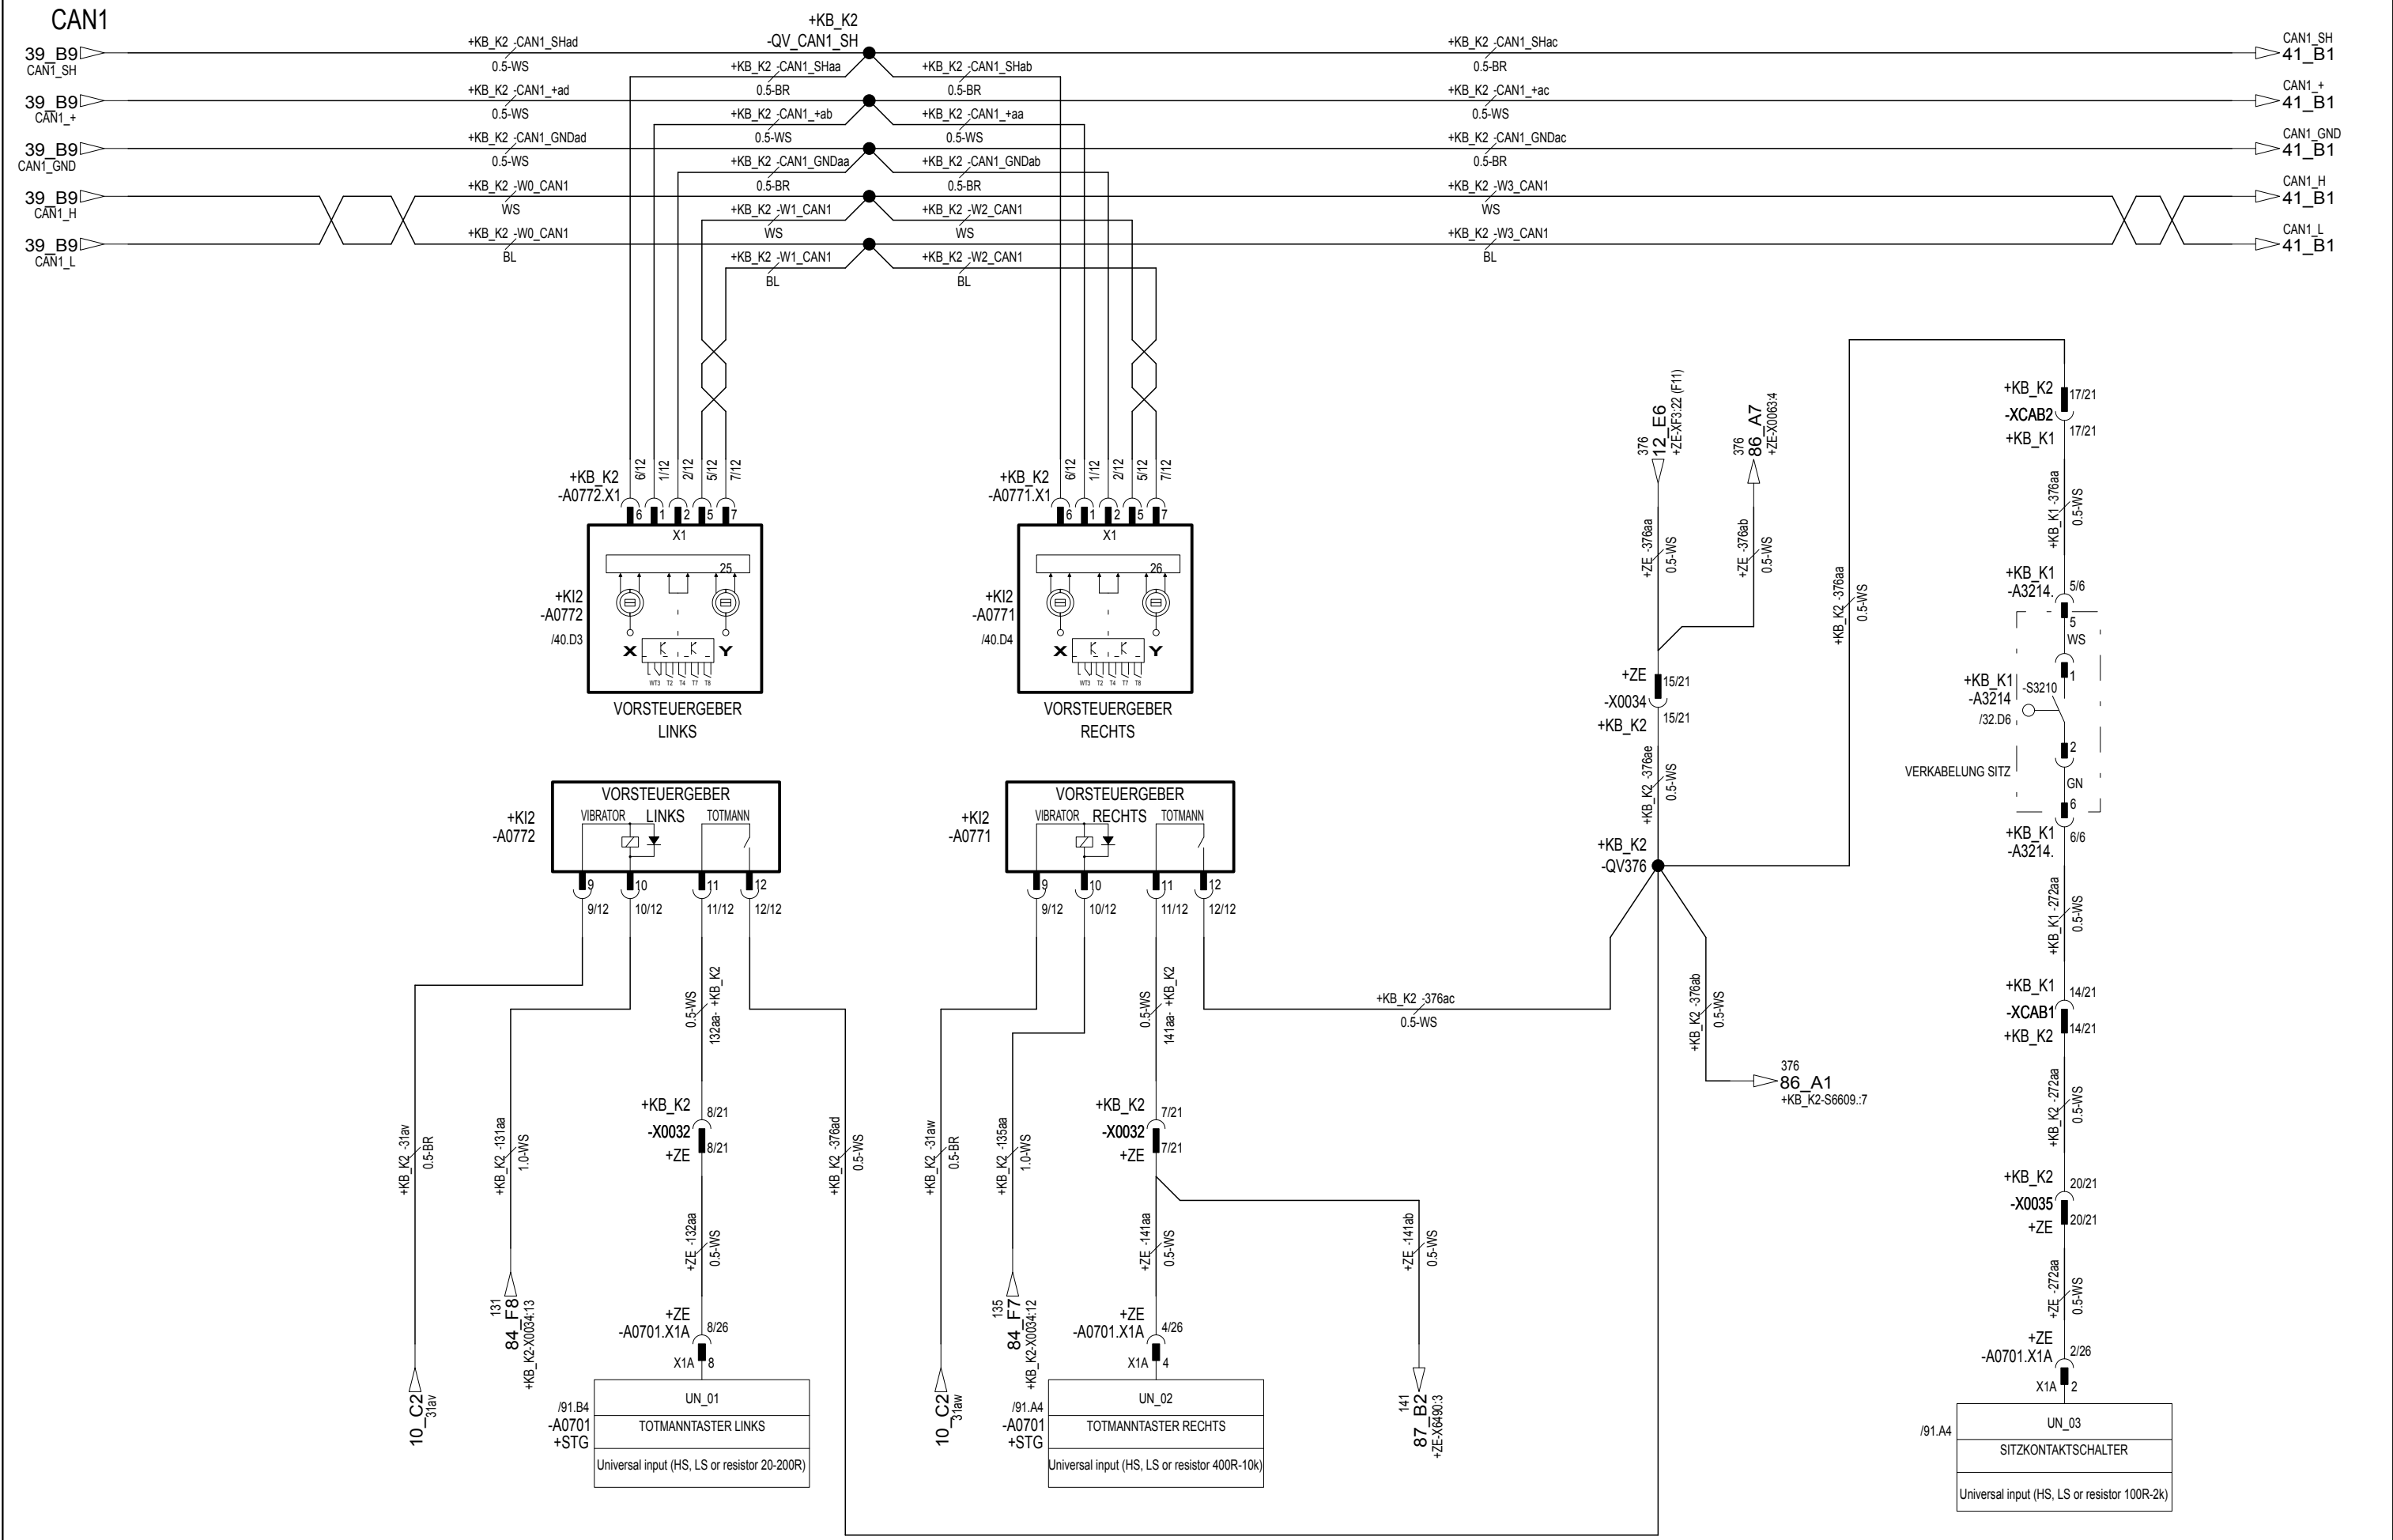 CAN1
39_B9
CAN1_SH
+KB_K2 -CAN1_SHad
0.5-WS
+KB_K2
-QV_CAN1_SH
+KB_K2 -CAN1_SHac
0.5-BR
CAN1_SH
41_B1
+KB_K2 -CAN1_SHaa
0.5-BR
+KB_K2 -CAN1_SHab
0.5-BR
39_B9
CAN1_+
+KB_K2 -CAN1_+ad
0.5-WS
+KB_K2 -CAN1_+ac
0.5-WS
CAN1_+
41_B1
+KB_K2 -CAN1_+ab
0.5-WS
+KB_K2 -CAN1_+aa
0.5-WS
39_B9
CAN1_GND
+KB_K2 -CAN1_GNDad
0.5-WS
+KB_K2 -CAN1_GNDac
0.5-BR
CAN1_GND
41_B1
+KB_K2 -CAN1_GNDaa
0.5-BR
+KB_K2 -CAN1_GNDab
0.5-BR
39_B9
CAN1_H
+KB_K2 -W0_CAN1
WS
+KB_K2 -W3_CAN1
WS
CAN1_H
41_B1
+KB_K2 -W1_CAN1
WS
+KB_K2 -W2_CAN1
WS
39_B9
CAN1_L
+KB_K2 -W0_CAN1
BL
+KB_K2 -W3_CAN1
BL
CAN1_L
41_B1
+KB_K2 -W1_CAN1
BL
+KB_K2 -W2_CAN1
BL
+KB_K2
-A0772.X1
6/12
1/12
2/12
5/12
7/12
6
1
2
5
7
X1
25
+KI2
-A0772
/40.D3
X
Y
WT3 T2 T4 T7 T8
VORSTEUERGEBER
LINKS
+KB_K2
-A0771.X1
6/12
1/12
2/12
5/12
7/12
6
1
2
5
7
X1
26
+KI2
-A0771
/40.D4
X
Y
WT3 T2 T4 T7 T8
VORSTEUERGEBER
RECHTS
376
12_E6
+ZE-XF3:22 (F11)
376
86_A7
+ZE-X0063:4
+ZE -376aa
0.5-WS
+ZE -376ab
0.5-WS
+ZE
-X0034
15/21
15/21
+KB_K2
+KB_K2 -376ae
0.5-WS
+KB_K2
-QV376
+KB_K2 -376aa
0.5-WS
+KB_K2
-XCAB2
17/21
17/21
+KB_K1
+KB_K1 -376aa
0.5-WS
+KB_K1
-A3214.
5/6
5
WS
1
-S3210
+KB_K1
-A3214
/32.D6
2
VERKABELUNG SITZ
GN
6
+KB_K1
-A3214.
6/6
+KB_K1 -272aa
0.5-WS
+KB_K1
-XCAB1
14/21
14/21
+KB_K2
+KB_K2 -272aa
0.5-WS
+KB_K2
-X0035
20/21
20/21
+ZE
+ZE -272aa
0.5-WS
+ZE
-A0701.X1A
2/26
X1A 2
/91.A4
UN_03
SITZKONTAKTSCHALTER
Universal input (HS, LS or resistor 100R-2k)
VORSTEUERGEBER
LINKS
VIBRATOR
TOTMANN
+KI2
-A0772
9
10
11
12
9/12
10/12
11/12
12/12
+KB_K2 -31av
0.5-BR
10_C2
31av
+KB_K2 -131aa
1.0-WS
131
84_F8
+KB_K2-X0034:13
0.5-WS
132aa- +KB_K2
+KB_K2
-X0032
8/21
8/21
+ZE
+ZE -132aa
0.5-WS
+ZE
-A0701.X1A
8/26
X1A 8
/91.B4
-A0701
+STG
UN_01
TOTMANNTASTER LINKS
Universal input (HS, LS or resistor 20-200R)
+KB_K2 -376ad
0.5-WS
VORSTEUERGEBER
RECHTS
VIBRATOR
TOTMANN
+KI2
-A0771
9
10
11
12
9/12
10/12
11/12
12/12
+KB_K2 -31aw
0.5-BR
10_C2
31aw
+KB_K2 -135aa
1.0-WS
135
84_F7
+KB_K2-X0034:12
0.5-WS
141aa- +KB_K2
+KB_K2
-X0032
7/21
7/21
+ZE
+ZE -141aa
0.5-WS
+ZE
-A0701.X1A
4/26
X1A 4
/91.A4
-A0701
+STG
UN_02
TOTMANNTASTER RECHTS
Universal input (HS, LS or resistor 400R-10k)
+ZE -141ab
0.5-WS
141
87_B2
+ZE-X6490:3
+KB_K2 -376ac
0.5-WS
+KB_K2 -376ab
0.5-WS
376
86_A1
+KB_K2-S6609.:7